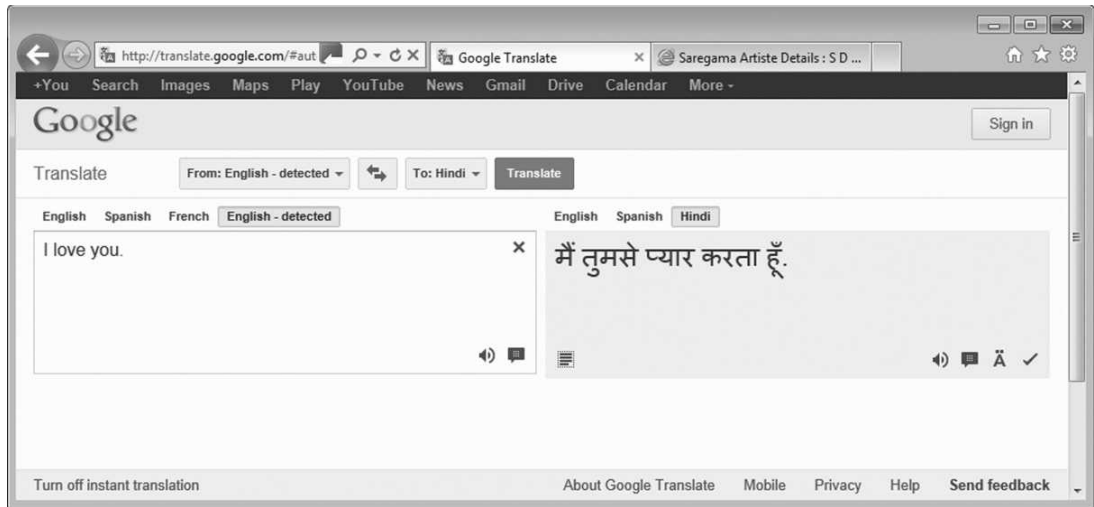 http://translate.google.com/#aut Google Translate Saregama Artiste Details : S D ...
+You Search Images Maps Play YouTube News Gmail Drive Calendar More
Google Sign in
Translate From: English - detected To: Hindi Translate
English Spanish French English - detected English Spanish Hindi
I love you. मैं तुमसे प्यार करता हूँ.
Ä
Turn off instant translation About Google Translate Mobile Privacy Help Send feedback